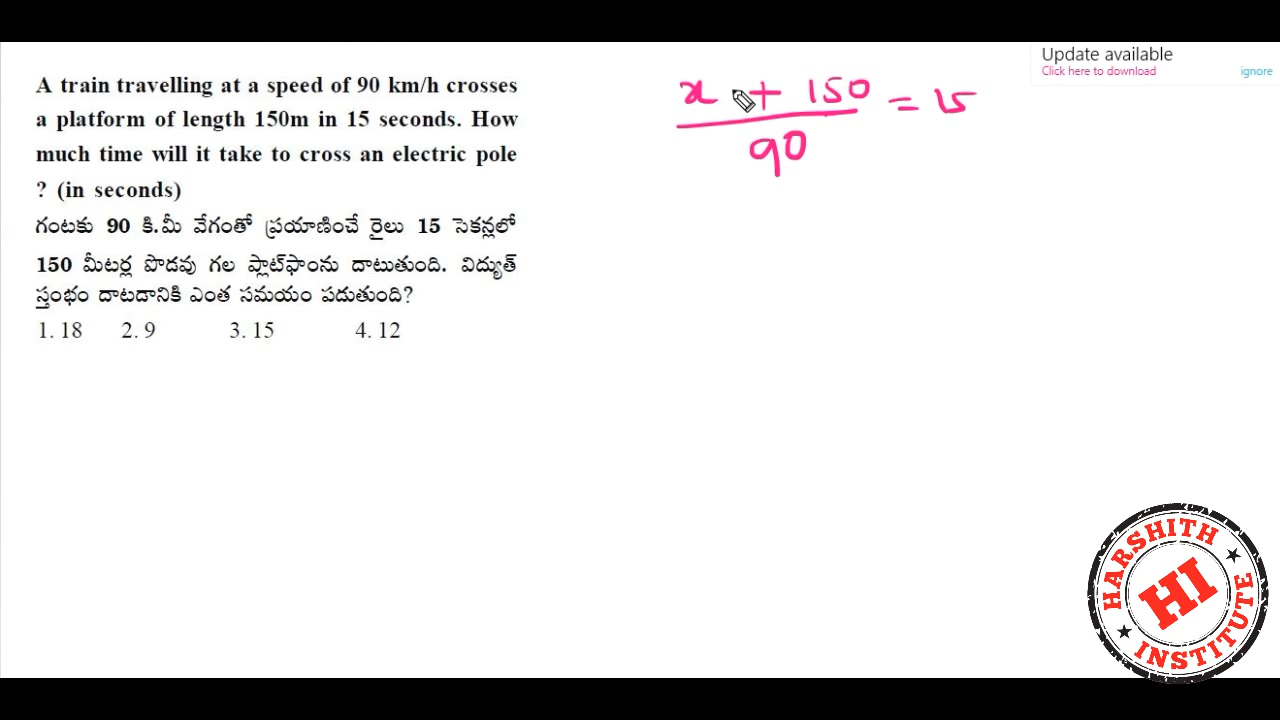 A train travelling at a speed of 90 km/h crosses
a platform of length 150m in 15 seconds. How
much time will it take to cross an electric pole
? (in seconds)
గంటకు 90 కి.మీ వేగంతో ప్రయాణించే రైలు 15 సెకన్లలో
150 మీటర్ల పొడవు గల ప్లాట్‌ఫాంను దాటుతుంది. విద్యుత్
స్తంభం దాటడానికి ఎంత సమయం పడుతుంది?
1. 18 2. 9 3. 15 4. 12
x + 150 = 15
90
Update available
Click here to download ignore
HARSHITH
HI
INSTITUTE